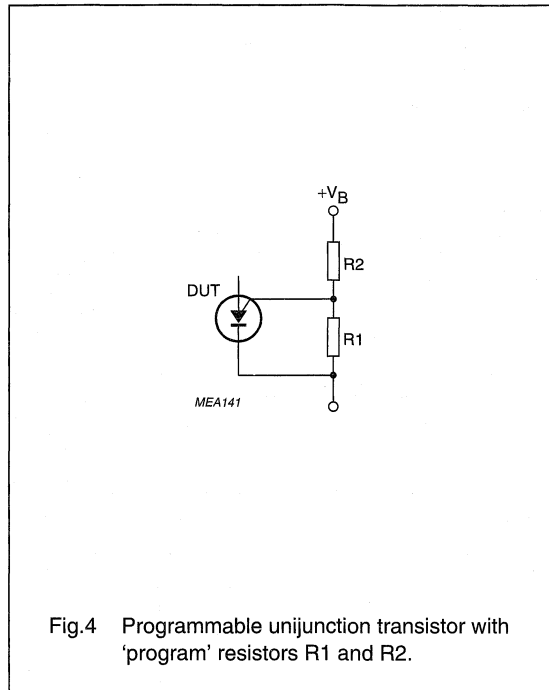 +VB
R2
DUT
R1
MEA141
Fig.4 Programmable unijunction transistor with
'program' resistors R1 and R2.